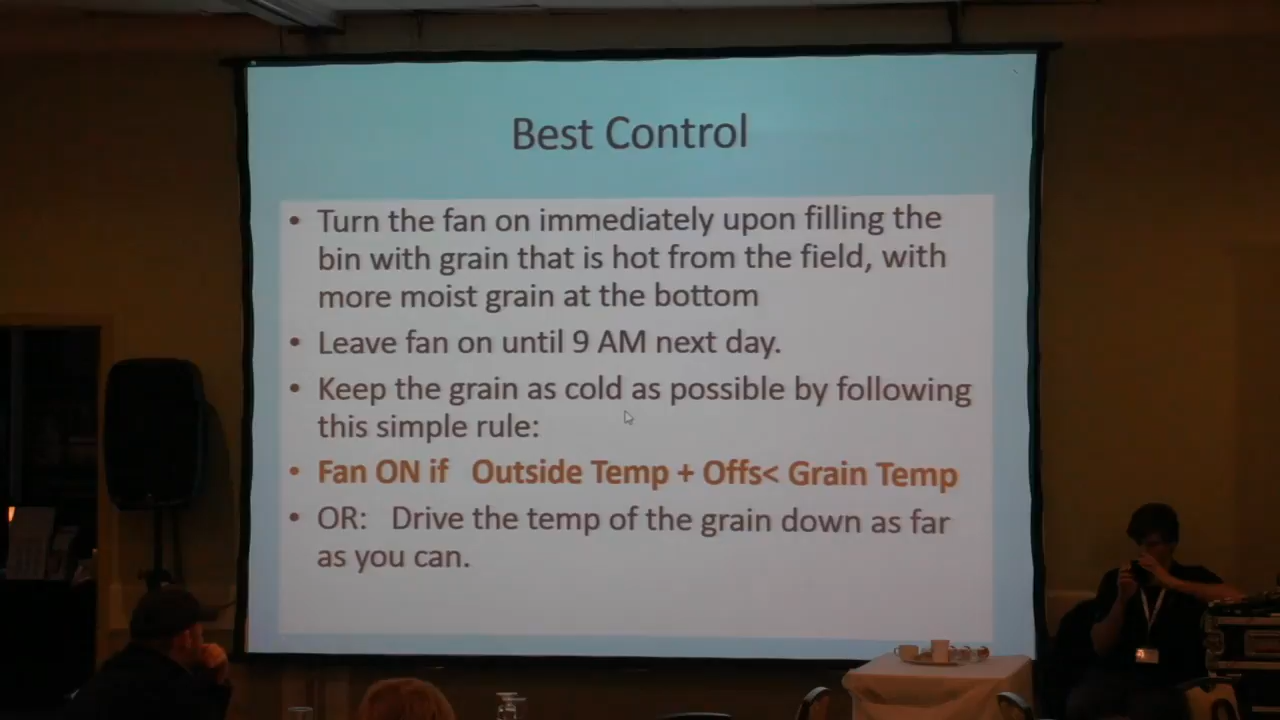 Best Control
• Turn the fan on immediately upon filling the
bin with grain that is hot from the field, with
more moist grain at the bottom
• Leave fan on until 9 AM next day.
• Keep the grain as cold as possible by following
this simple rule:
• Fan ON if Outside Temp + Offs< Grain Temp
• OR: Drive the temp of the grain down as far
as you can.